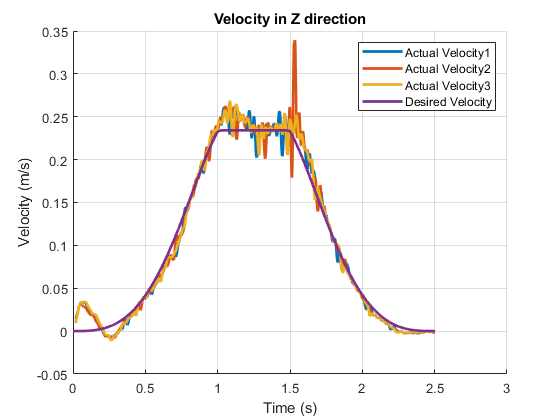 Velocity in Z direction
0.35
0.3
0.25
0.2
0.15
0.1
0.05
0
-0.05
Velocity (m/s)
Actual Velocity1
Actual Velocity2
Actual Velocity3
Desired Velocity
0 0.5 1 1.5 2 2.5 3
Time (s)